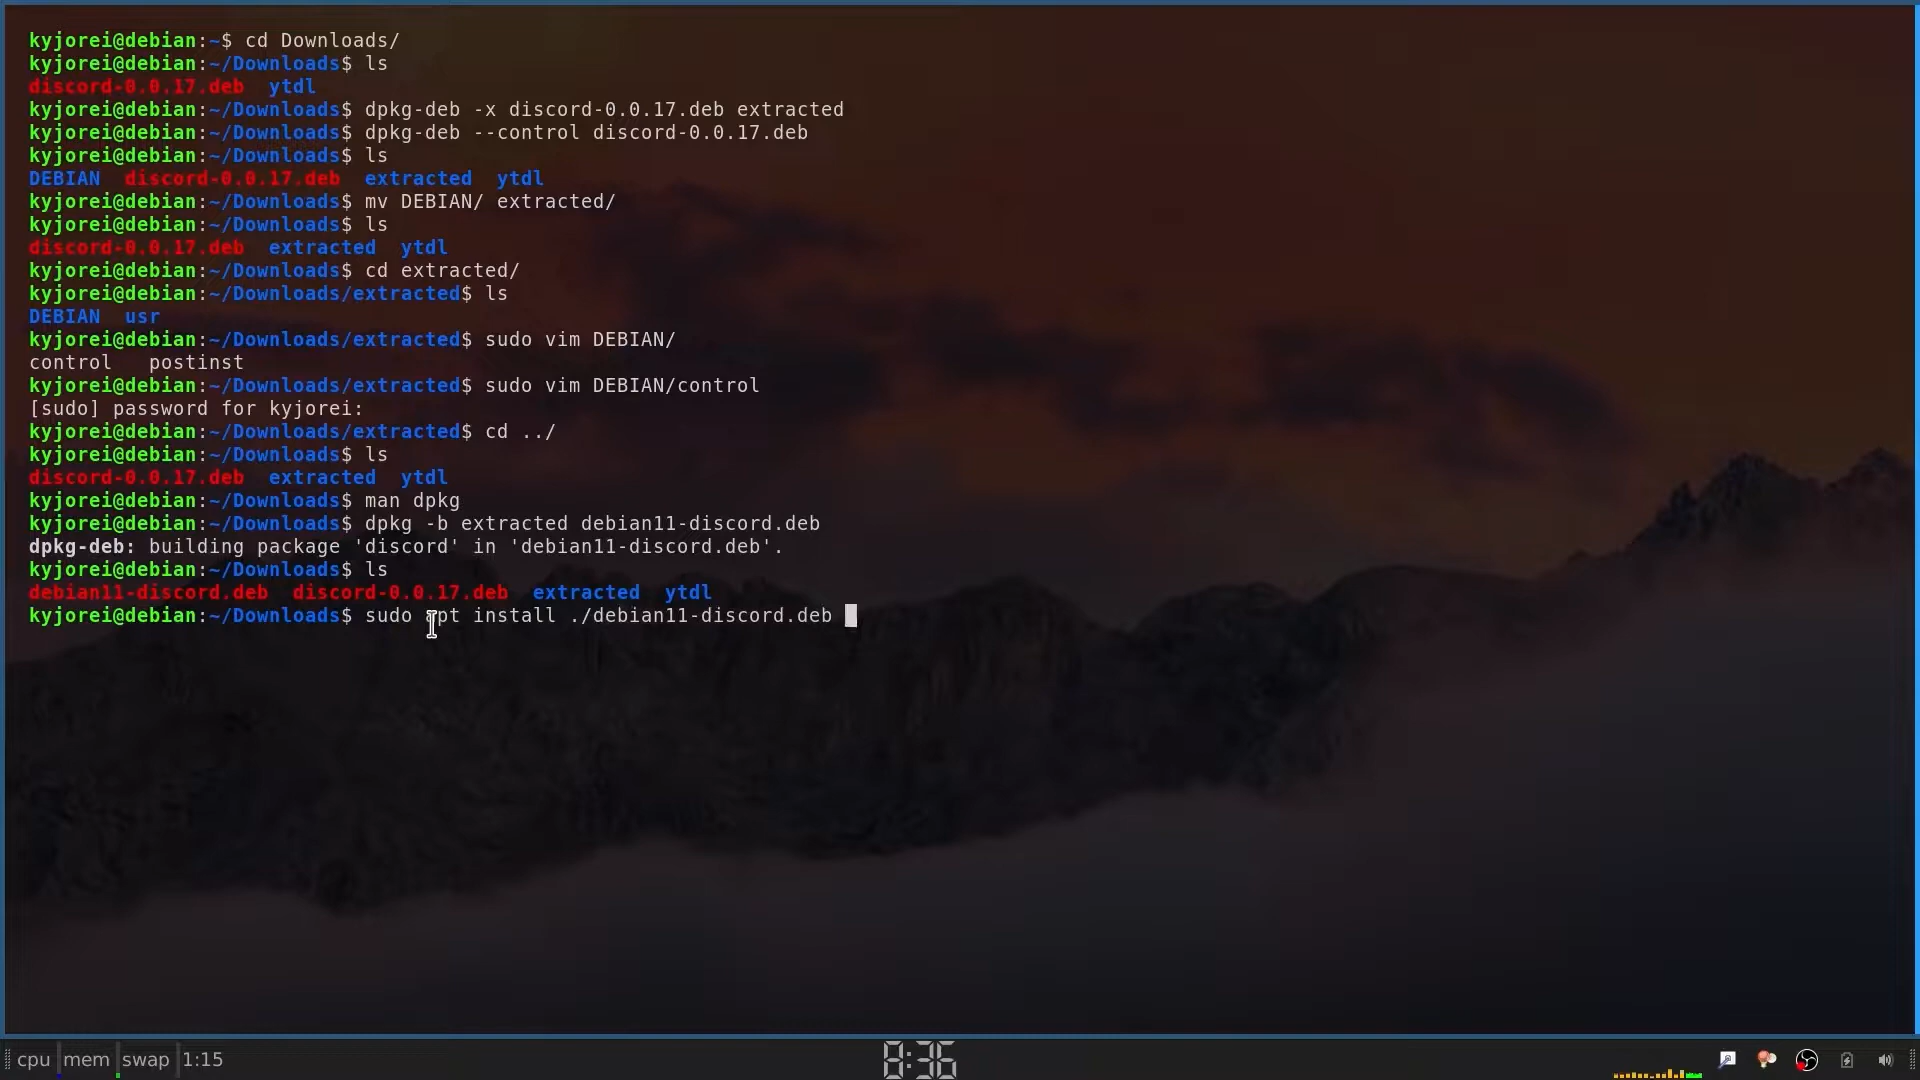 kyjorei@debian:~$ cd Downloads/
kyjorei@debian:~/Downloads$ ls
discord-0.0.17.deb  ytdl
kyjorei@debian:~/Downloads$ dpkg-deb -x discord-0.0.17.deb extracted
kyjorei@debian:~/Downloads$ dpkg-deb --control discord-0.0.17.deb
kyjorei@debian:~/Downloads$ ls
DEBIAN  discord-0.0.17.deb  extracted  ytdl
kyjorei@debian:~/Downloads$ mv DEBIAN/ extracted/
kyjorei@debian:~/Downloads$ ls
discord-0.0.17.deb  extracted  ytdl
kyjorei@debian:~/Downloads$ cd extracted/
kyjorei@debian:~/Downloads/extracted$ ls
DEBIAN  usr
kyjorei@debian:~/Downloads/extracted$ sudo vim DEBIAN/
control   postinst
kyjorei@debian:~/Downloads/extracted$ sudo vim DEBIAN/control
[sudo] password for kyjorei:
kyjorei@debian:~/Downloads/extracted$ cd ../
kyjorei@debian:~/Downloads$ ls
discord-0.0.17.deb  extracted  ytdl
kyjorei@debian:~/Downloads$ man dpkg
kyjorei@debian:~/Downloads$ dpkg -b extracted debian11-discord.deb
dpkg-deb: building package 'discord' in 'debian11-discord.deb'.
kyjorei@debian:~/Downloads$ ls
debian11-discord.deb  discord-0.0.17.deb  extracted  ytdl
kyjorei@debian:~/Downloads$ sudo apt install ./debian11-discord.deb
cpu mem swap 1:15 8:36